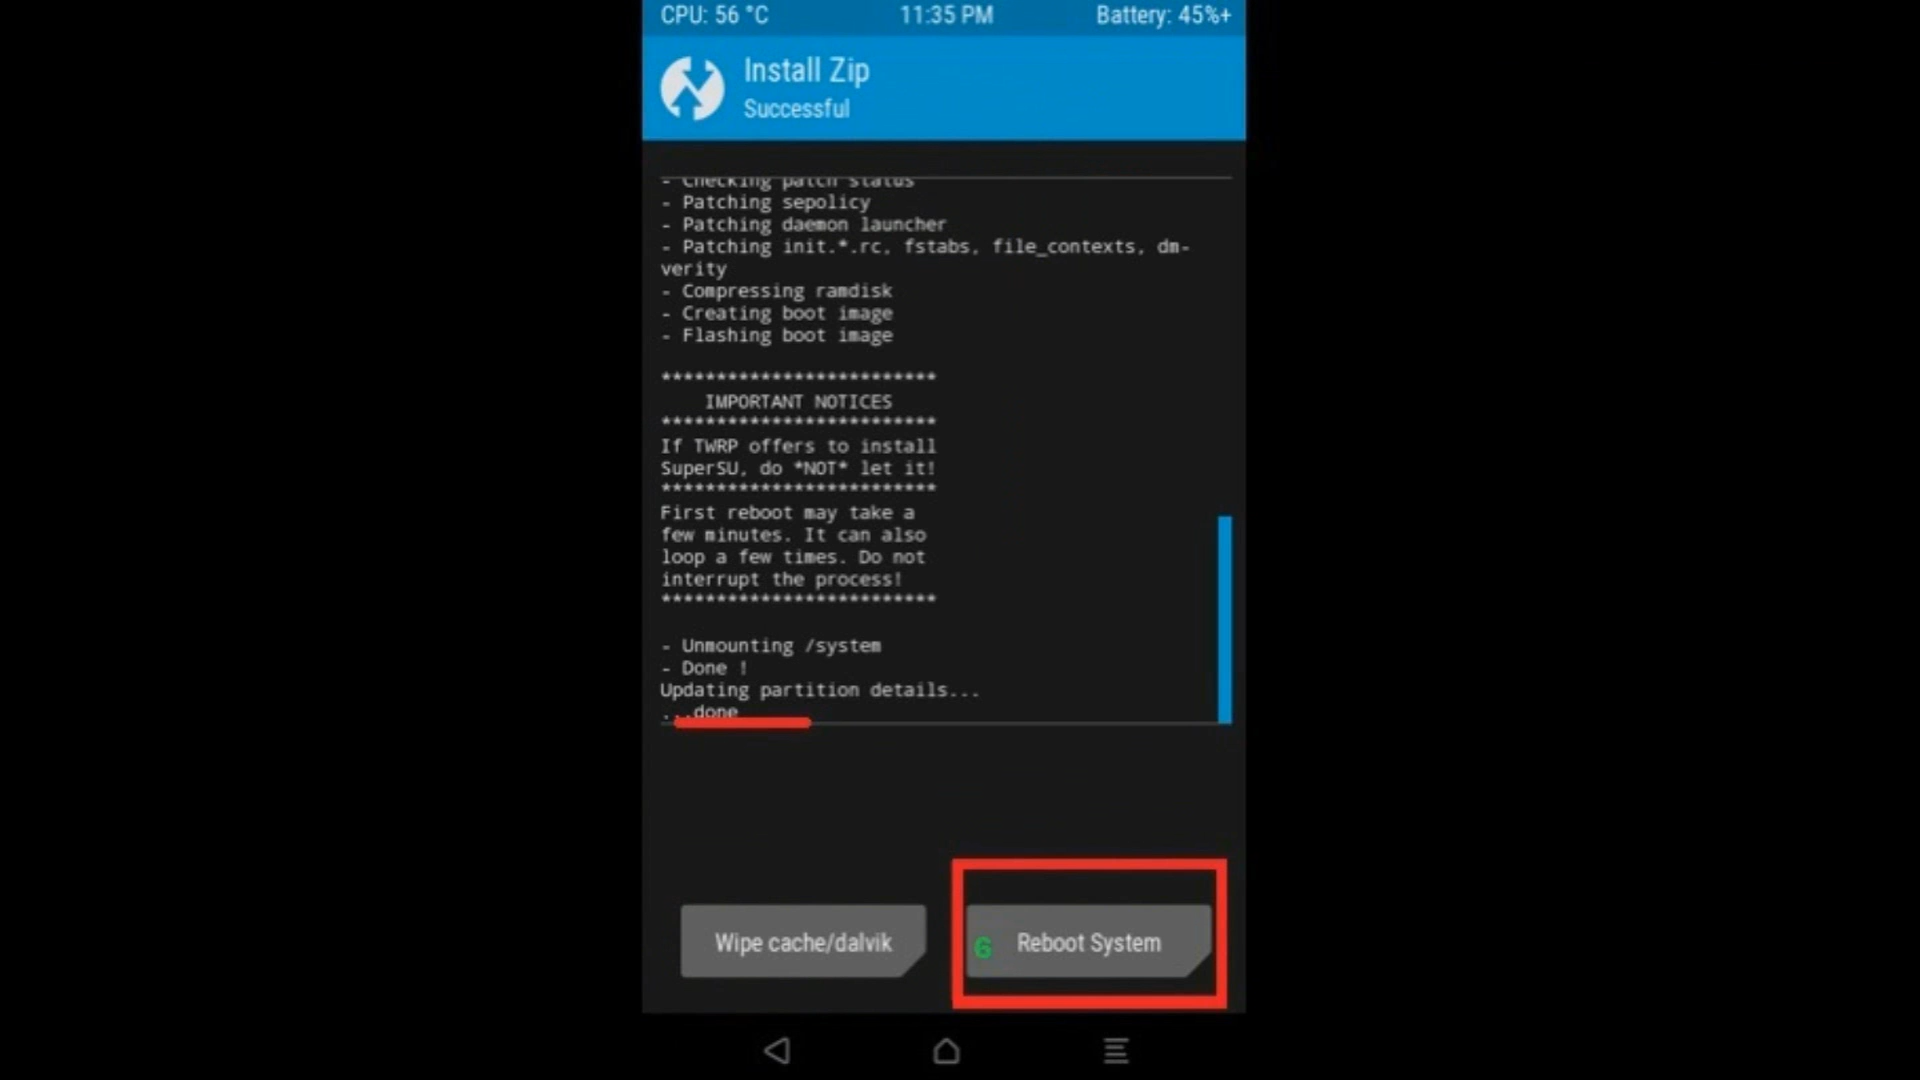 CPU: 56 °C 11:35 PM Battery: 45%+
Install Zip
Successful
- Checking patch status
- Patching sepolicy
- Patching daemon launcher
- Patching init.*.rc, fstabs, file_contexts, dm-
verity
- Compressing ramdisk
- Creating boot image
- Flashing boot image
*************************
IMPORTANT NOTICES
*************************
If TWRP offers to install
SuperSU, do *NOT* let it!
*************************
First reboot may take a
few minutes. It can also
loop a few times. Do not
interrupt the process!
*************************
- Unmounting /system
- Done !
Updating partition details...
...done
Wipe cache/dalvik
6 Reboot System